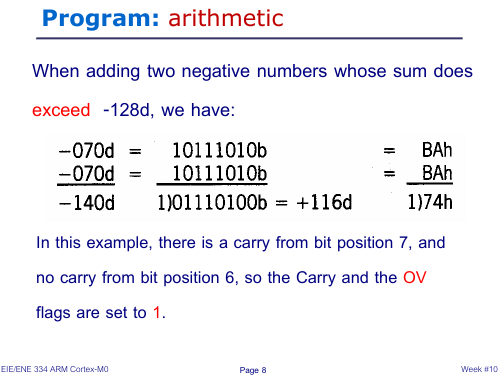 Program: arithmetic
When adding two negative numbers whose sum does
exceed -128d, we have:
−070d = 10111010b = BAh
−070d = 10111010b = BAh
−140d 1)01110100b = +116d 1)74h
In this example, there is a carry from bit position 7, and
no carry from bit position 6, so the Carry and the OV
flags are set to 1.
EIE/ENE 334 ARM Cortex-M0 Page 8 Week #10